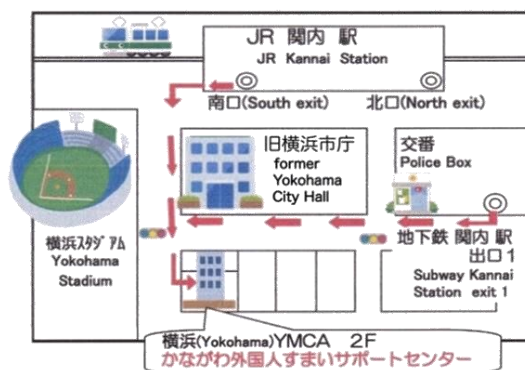 JR 関内 駅
JR Kannai Station
南口(South exit)
北口(North exit)
旧横浜市庁
former
Yokohama
City Hall
交番
Police Box
横浜ｽﾀｼﾞｱﾑ
Yokohama
Stadium
地下鉄 関内 駅
出口1
Subway Kannai
Station exit 1
横浜(Yokohama)YMCA 2F
かながわ外国人すまいサポートセンター